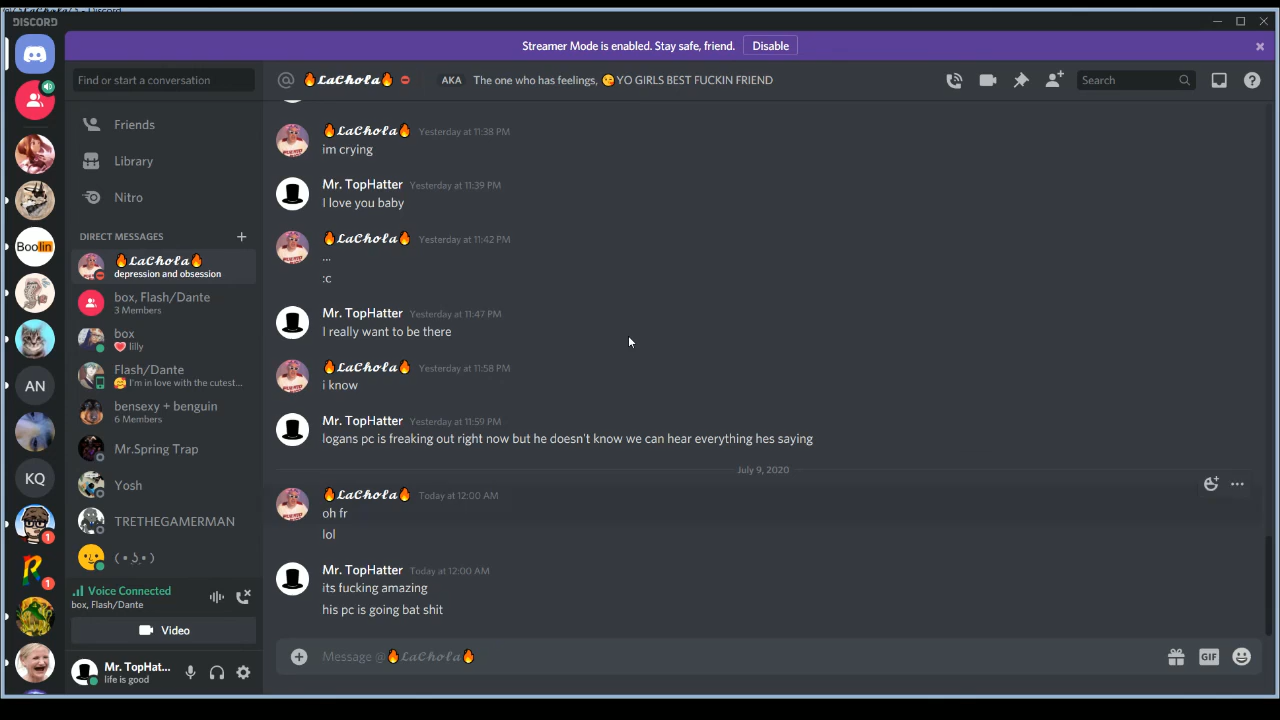 DISCORD
Streamer Mode is enabled. Stay safe, friend. Disable
Find or start a conversation
🔥𝓛𝓪𝓒𝓱𝓸𝓵𝓪🔥 AKA The one who has feelings, 😘YO GIRLS BEST FUCKIN FRIEND
Search
Friends
Library
Nitro
DIRECT MESSAGES
🔥𝓛𝓪𝓒𝓱𝓸𝓵𝓪🔥
depression and obsession
box, Flash/Dante
3 Members
box
❤️ lilly
Flash/Dante
🥰 I'm in love with the cutest...
bensexy + benguin
6 Members
Mr.Spring Trap
Yosh
TRETHEGAMERMAN
( • ͜ʖ • )
Voice Connected
box, Flash/Dante
Video
Mr. TopHat...
life is good
Boolin
AN
KQ
1
1
🔥𝓛𝓪𝓒𝓱𝓸𝓵𝓪🔥 Yesterday at 11:38 PM
im crying
Mr. TopHatter Yesterday at 11:39 PM
I love you baby
🔥𝓛𝓪𝓒𝓱𝓸𝓵𝓪🔥 Yesterday at 11:42 PM
...
:c
Mr. TopHatter Yesterday at 11:47 PM
I really want to be there
🔥𝓛𝓪𝓒𝓱𝓸𝓵𝓪🔥 Yesterday at 11:58 PM
i know
Mr. TopHatter Yesterday at 11:59 PM
logans pc is freaking out right now but he doesn't know we can hear everything hes saying
July 9, 2020
🔥𝓛𝓪𝓒𝓱𝓸𝓵𝓪🔥 Today at 12:00 AM
oh fr
lol
Mr. TopHatter Today at 12:00 AM
its fucking amazing
his pc is going bat shit
Message @🔥𝓛𝓪𝓒𝓱𝓸𝓵𝓪🔥
GIF